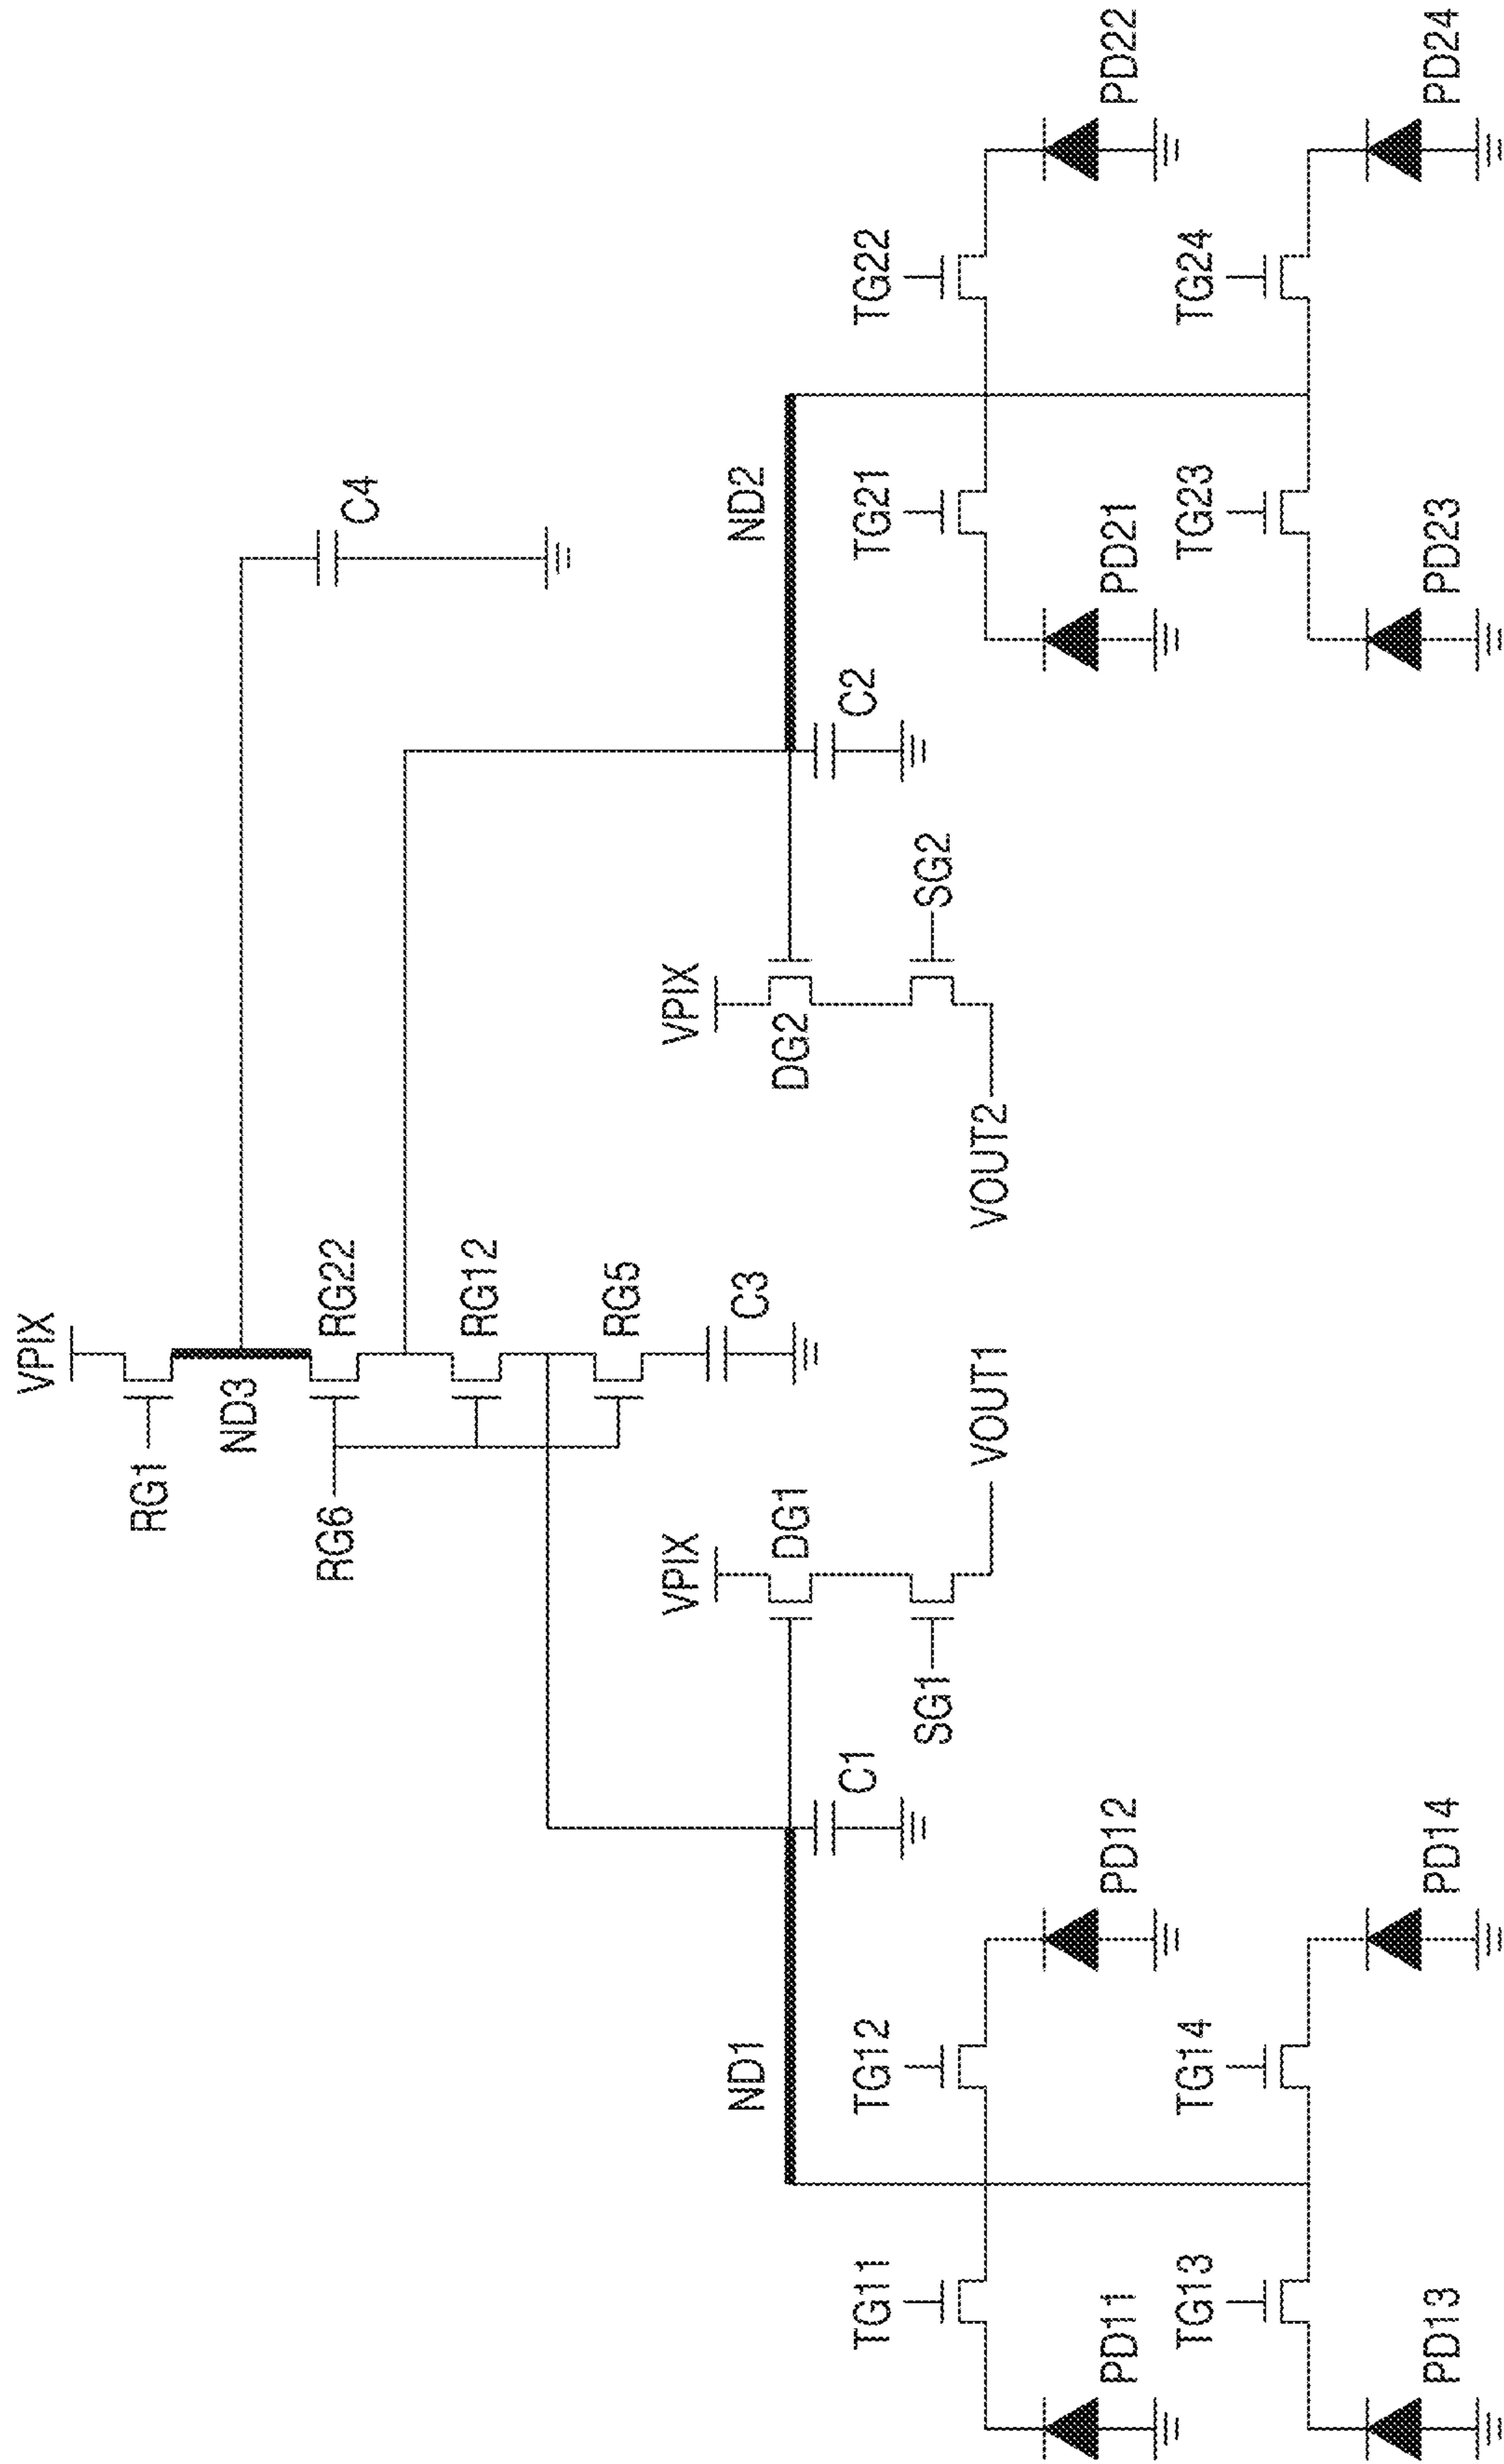 VPIX
RG1
ND3
RG6
RG22
C4
RG12
RG5
VPIX
VPIX
ND1
C3
ND2
DG1
DG2
TG11
TG12
C1
C2
TG21
TG22
SG1
SG2
VOUT1
VOUT2
PD11
PD12
PD21
PD22
TG13
TG14
TG23
TG24
PD13
PD14
PD23
PD24